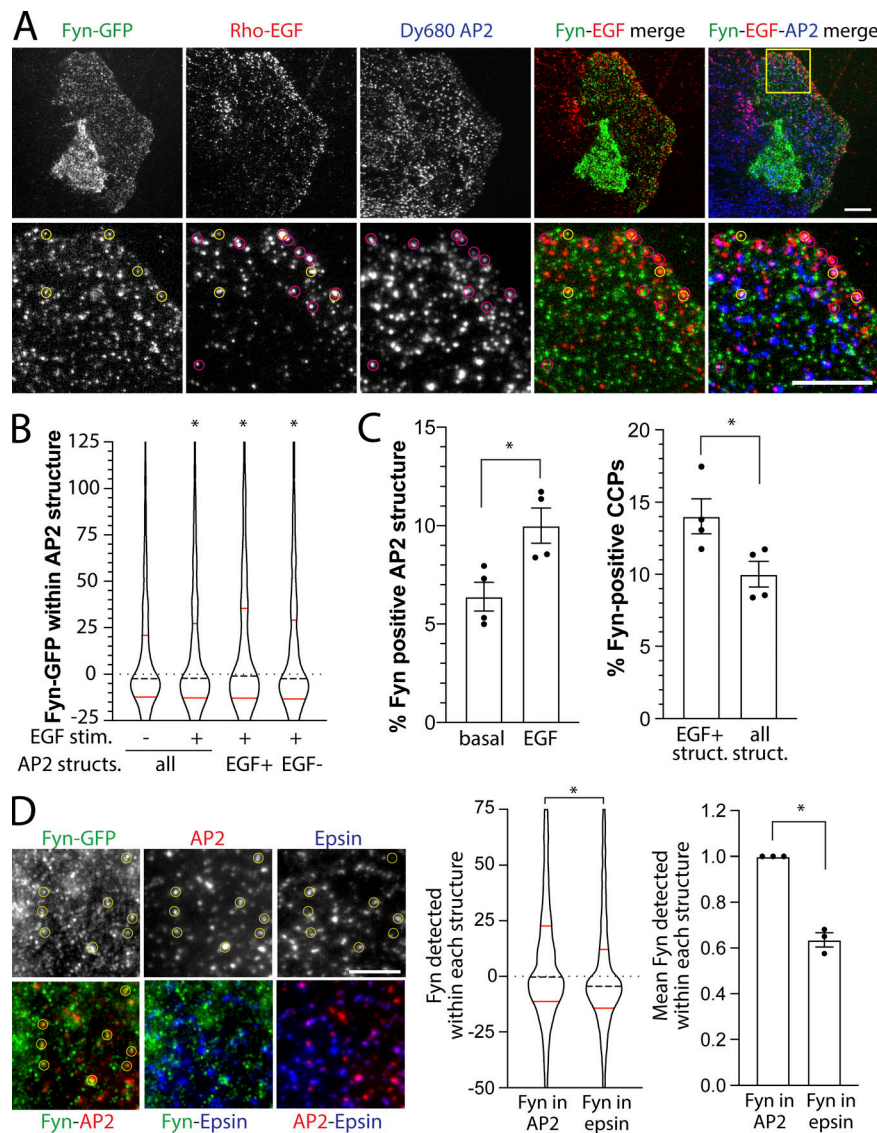 A
Fyn-GFP Rho-EGF Dy680 AP2 Fyn-EGF merge Fyn-EGF-AP2 merge
B
Fyn-GFP within AP2 structure
125
100
75
50
25
0
-25
* * *
EGF stim. - + + +
AP2 structs. all EGF+ EGF-
C
% Fyn positive AP2 structure
15
10
5
0
*
basal EGF
% Fyn-positive CCPs
20
15
10
5
0
*
EGF+ all
struct. struct.
D
Fyn-GFP AP2 Epsin
Fyn-AP2 Fyn-Epsin AP2-Epsin
Fyn detected
within each structure
75
50
25
0
-25
-50
*
Fyn in Fyn in
AP2 epsin
Mean Fyn detected
within each structure
1.2
1.0
0.8
0.6
0.4
0.2
0.0
*
Fyn in Fyn in
AP2 epsin